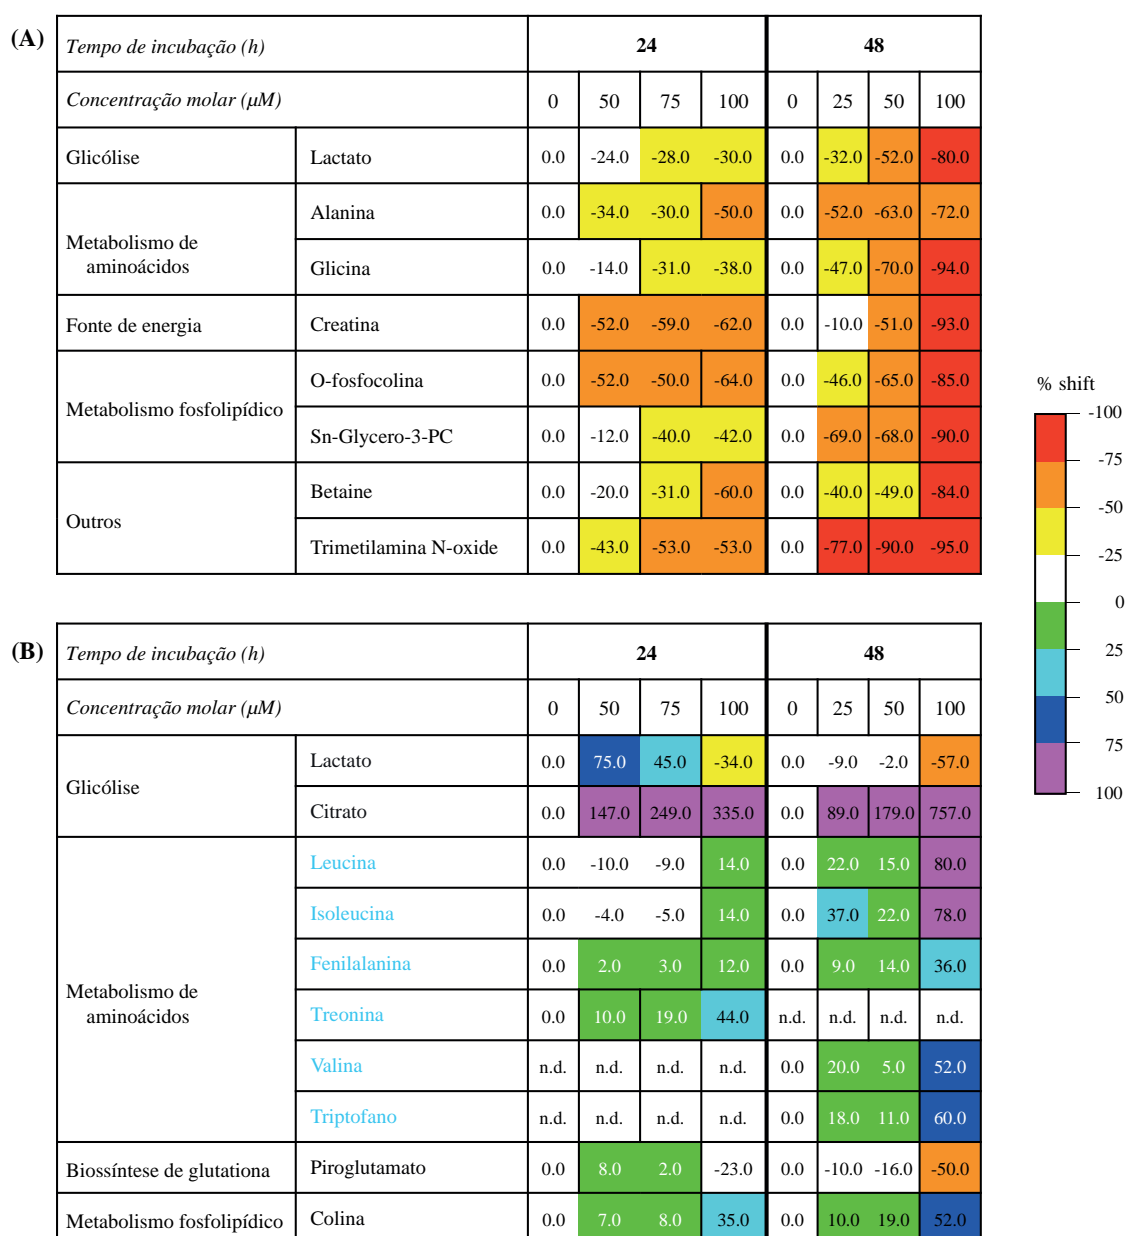 (A)
Tempo de incubação (h) 24 48
Concentração molar (µM) 0 50 75 100 0 25 50 100
Glicólise Lactato 0.0 -24.0 -28.0 -30.0 0.0 -32.0 -52.0 -80.0
Metabolismo de
aminoácidos
Alanina 0.0 -34.0 -30.0 -50.0 0.0 -52.0 -63.0 -72.0
Glicina 0.0 -14.0 -31.0 -38.0 0.0 -47.0 -70.0 -94.0
Fonte de energia Creatina 0.0 -52.0 -59.0 -62.0 0.0 -10.0 -51.0 -93.0
Metabolismo fosfolipídico
O-fosfocolina 0.0 -52.0 -50.0 -64.0 0.0 -46.0 -65.0 -85.0
Sn-Glycero-3-PC 0.0 -12.0 -40.0 -42.0 0.0 -69.0 -68.0 -90.0
Outros
Betaine 0.0 -20.0 -31.0 -60.0 0.0 -40.0 -49.0 -84.0
Trimetilamina N-oxide 0.0 -43.0 -53.0 -53.0 0.0 -77.0 -90.0 -95.0
% shift
-100
-75
-50
-25
0
25
50
75
100
(B)
Tempo de incubação (h) 24 48
Concentração molar (µM) 0 50 75 100 0 25 50 100
Glicólise
Lactato 0.0 75.0 45.0 -34.0 0.0 -9.0 -2.0 -57.0
Citrato 0.0 147.0 249.0 335.0 0.0 89.0 179.0 757.0
Metabolismo de
aminoácidos
Leucina 0.0 -10.0 -9.0 14.0 0.0 22.0 15.0 80.0
Isoleucina 0.0 -4.0 -5.0 14.0 0.0 37.0 22.0 78.0
Fenilalanina 0.0 2.0 3.0 12.0 0.0 9.0 14.0 36.0
Treonina 0.0 10.0 19.0 44.0 n.d. n.d. n.d. n.d.
Valina n.d. n.d. n.d. n.d. 0.0 20.0 5.0 52.0
Triptofano n.d. n.d. n.d. n.d. 0.0 18.0 11.0 60.0
Biossíntese de glutationa Piroglutamato 0.0 8.0 2.0 -23.0 0.0 -10.0 -16.0 -50.0
Metabolismo fosfolipídico Colina 0.0 7.0 8.0 35.0 0.0 10.0 19.0 52.0